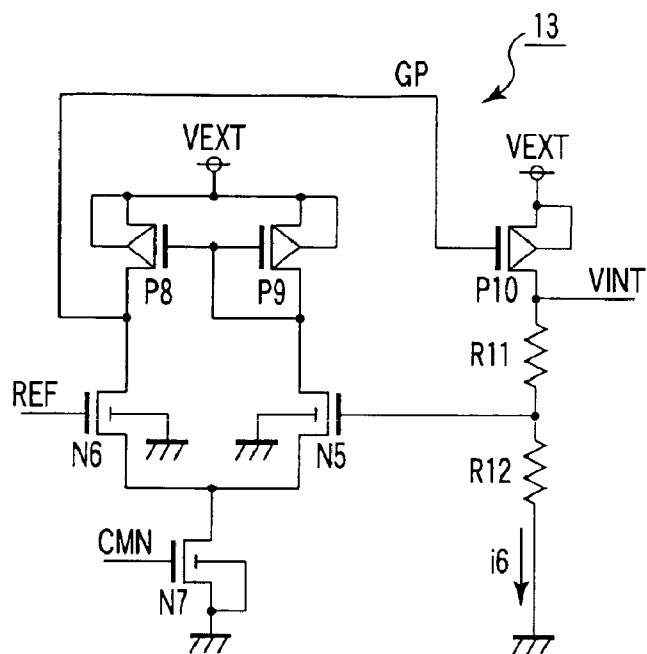 13
GP
VEXT
VEXT
P8
P9
P10
VINT
R11
REF
N6
N5
R12
CMN
i6
N7